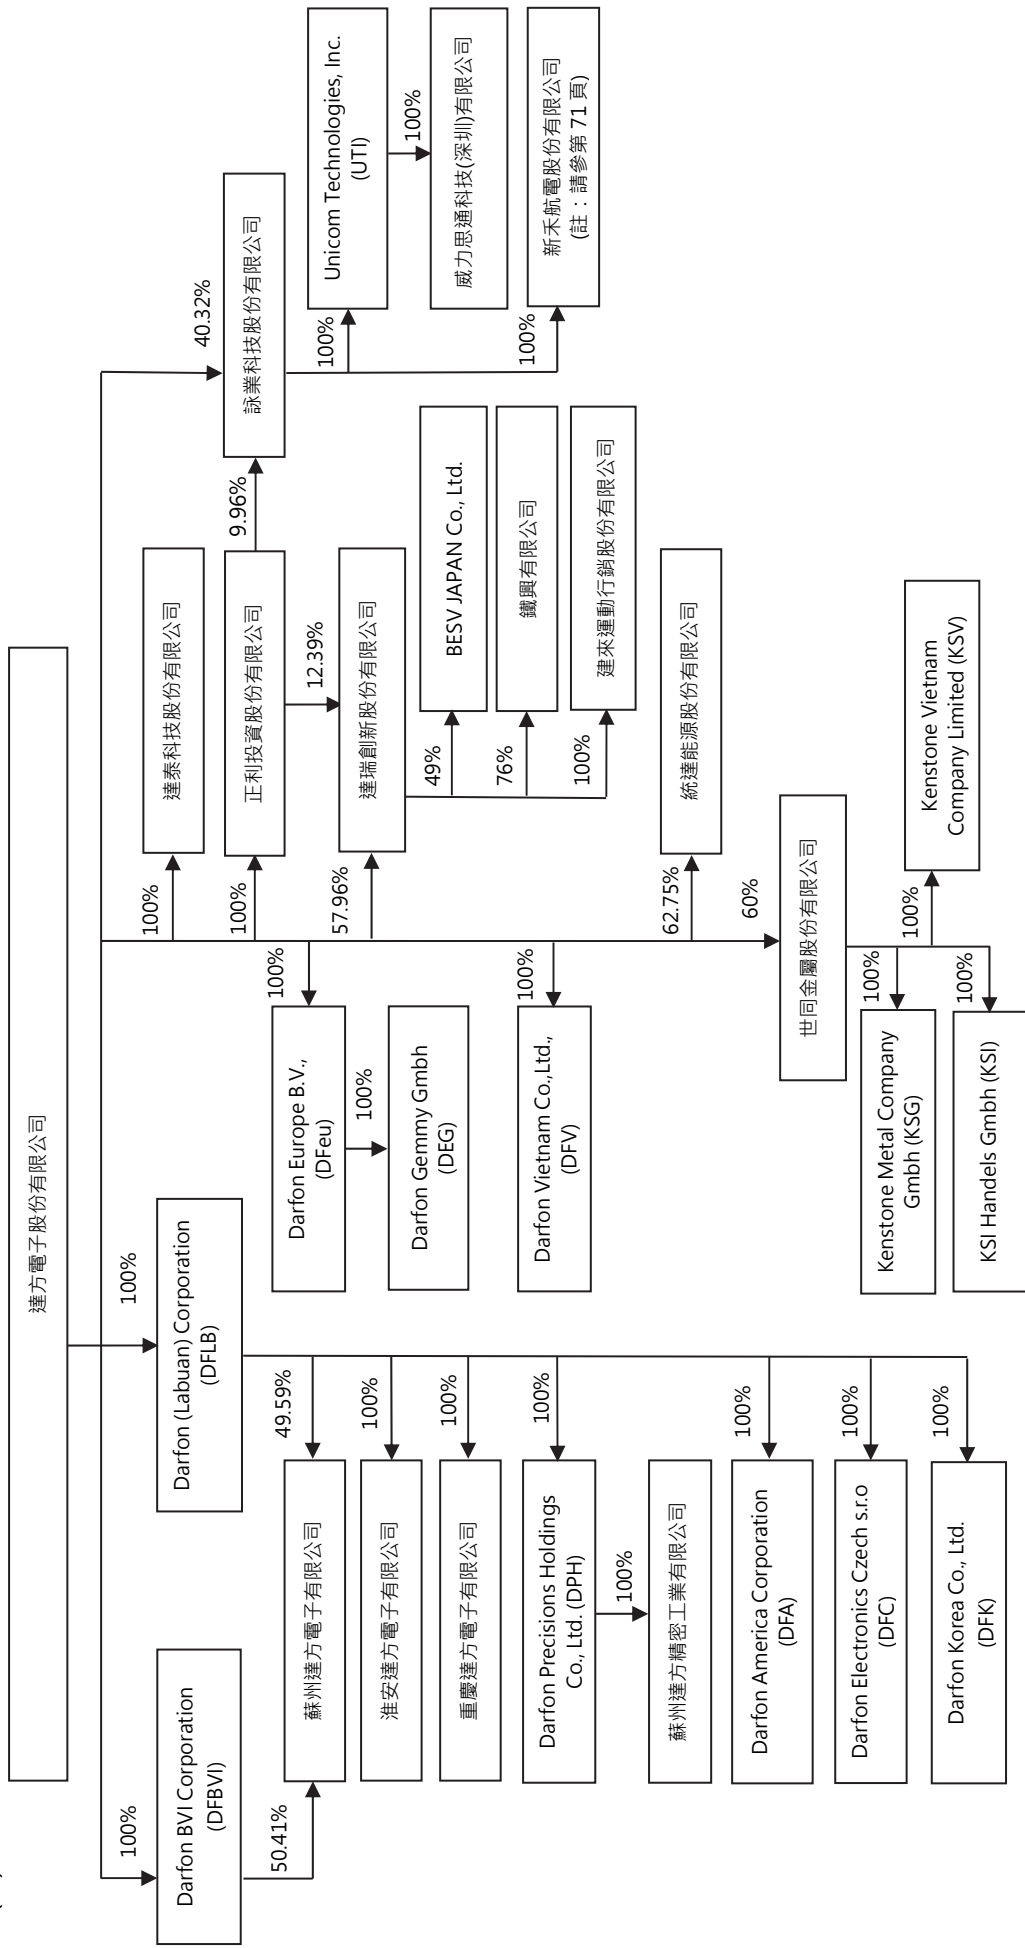 達方電子股份有限公司
100%
Darfon BVI Corporation
(DFBVI)
50.41%
100%
Darfon (Labuan) Corporation
(DFLB)
49.59%
蘇州達方電子有限公司
100%
淮安達方電子有限公司
100%
重慶達方電子有限公司
100%
Darfon Precisions Holdings
Co., Ltd. (DPH)
100%
蘇州達方精密工業有限公司
100%
Darfon America Corporation
(DFA)
100%
Darfon Electronics Czech s.r.o
(DFC)
100%
Darfon Korea Co., Ltd.
(DFK)
100%
Darfon Europe B.V.,
(DFeu)
100%
Darfon Gemmy Gmbh
(DEG)
100%
Darfon Vietnam Co.,Ltd.,
(DFV)
100%
達泰科技股份有限公司
100%
正利投資股份有限公司
9.96%
12.39%
57.96%
達瑞創新股份有限公司
49%
BESV JAPAN Co., Ltd.
76%
鐵興有限公司
100%
建來運動行銷股份有限公司
62.75%
統達能源股份有限公司
60%
世同金屬股份有限公司
100%
Kenstone Metal Company
Gmbh (KSG)
100%
Kenstone Vietnam
Company Limited (KSV)
100%
KSI Handels Gmbh (KSI)
40.32%
詠業科技股份有限公司
100%
Unicom Technologies, Inc.
(UTI)
100%
威力思通科技(深圳)有限公司
100%
新禾航電股份有限公司
(註：請參第 71 頁)